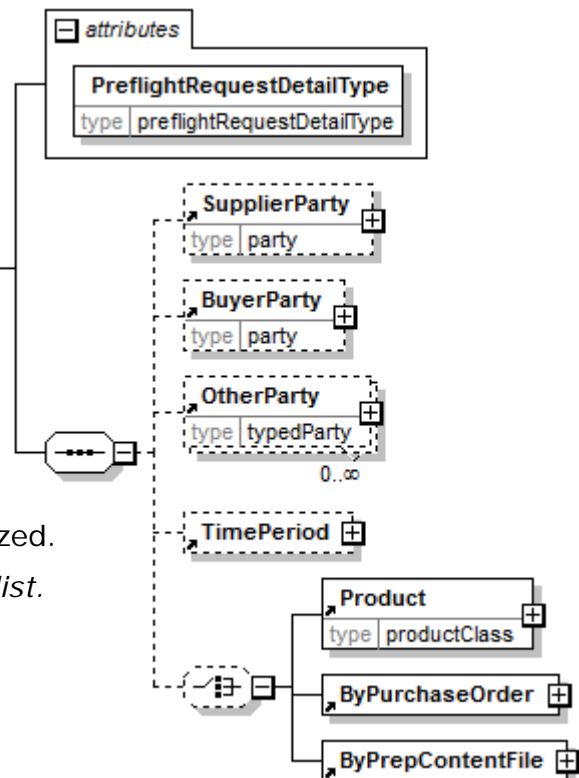 attributes
PreflightRequestDetailType
type preflightRequestDetailType
SupplierParty
type party
BuyerParty
type party
OtherParty
type typedParty
0..∞
TimePeriod
zed.
list.
Product
type productClass
ByPurchaseOrder
ByPrepContentFile